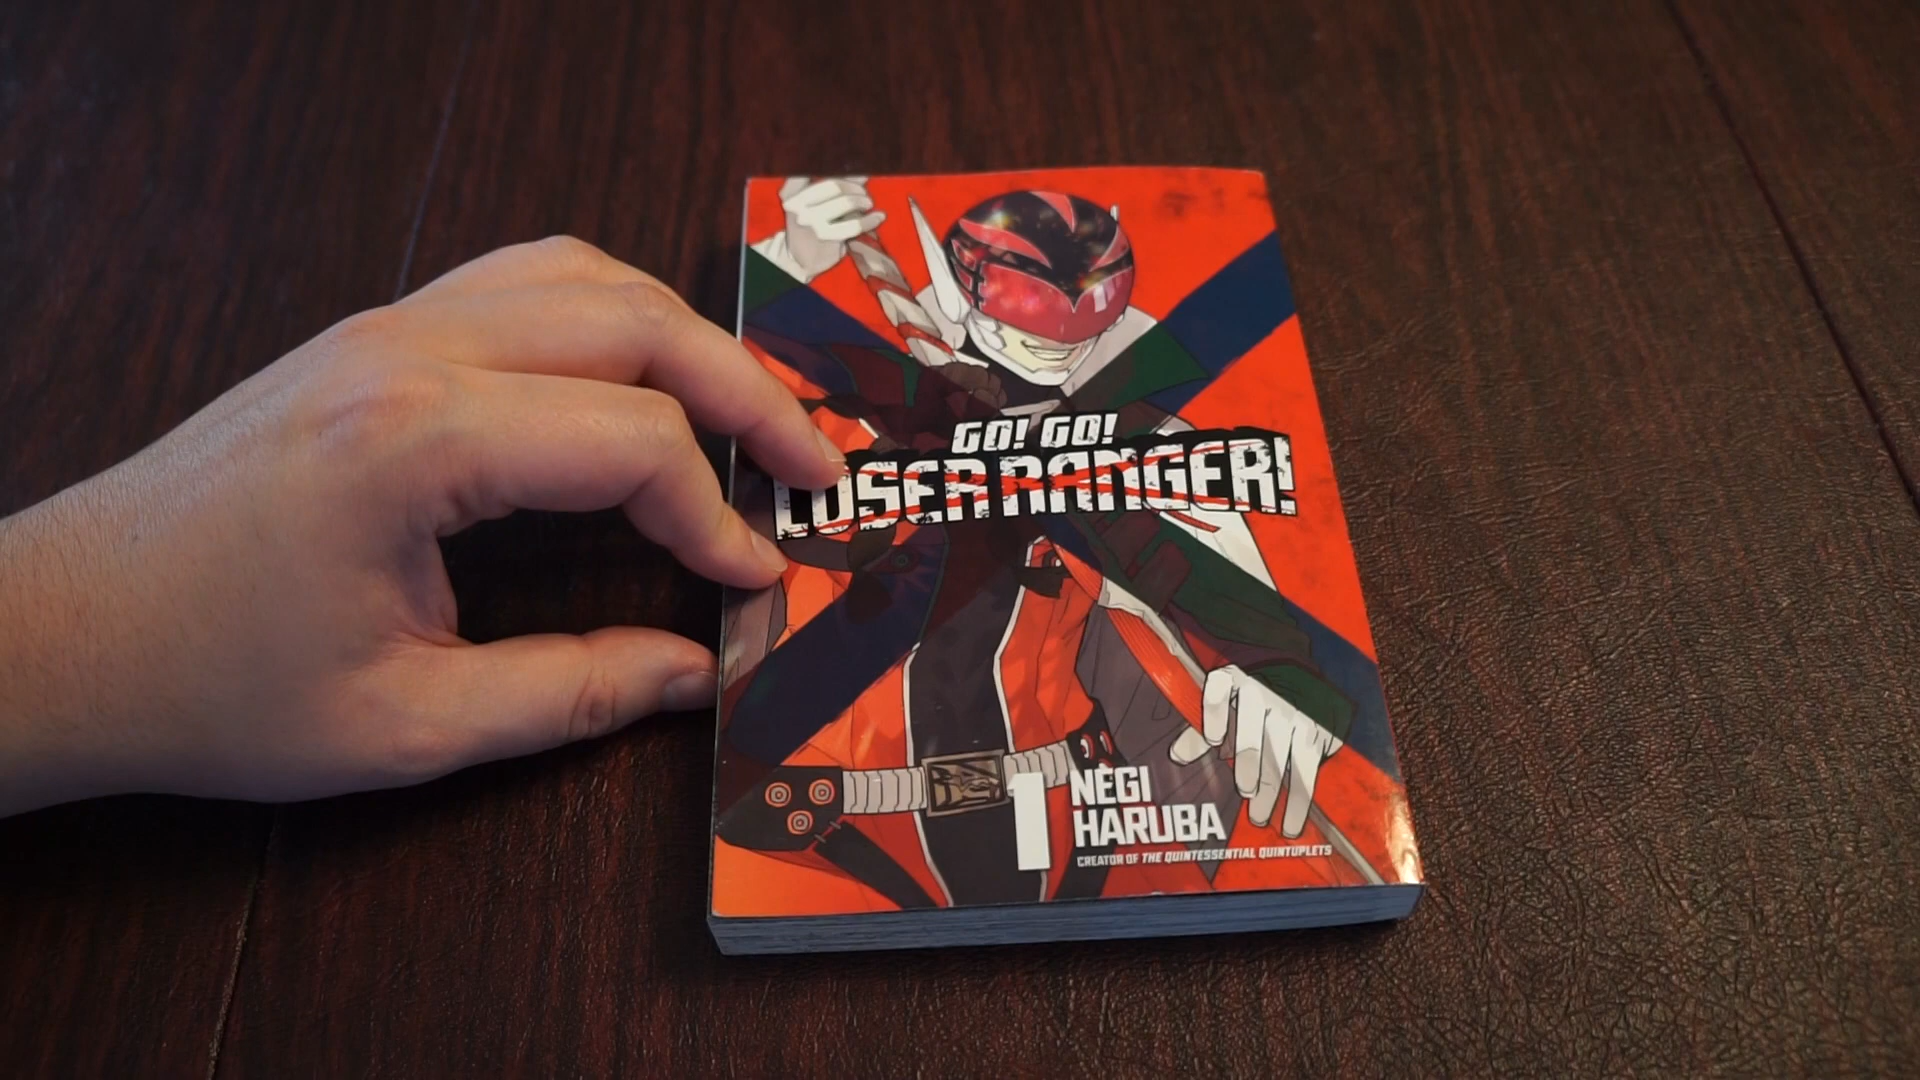 GO! GO!
LOSER RANGER!
1
NEGI
HARUBA
CREATOR OF THE QUINTESSENTIAL QUINTUPLETS